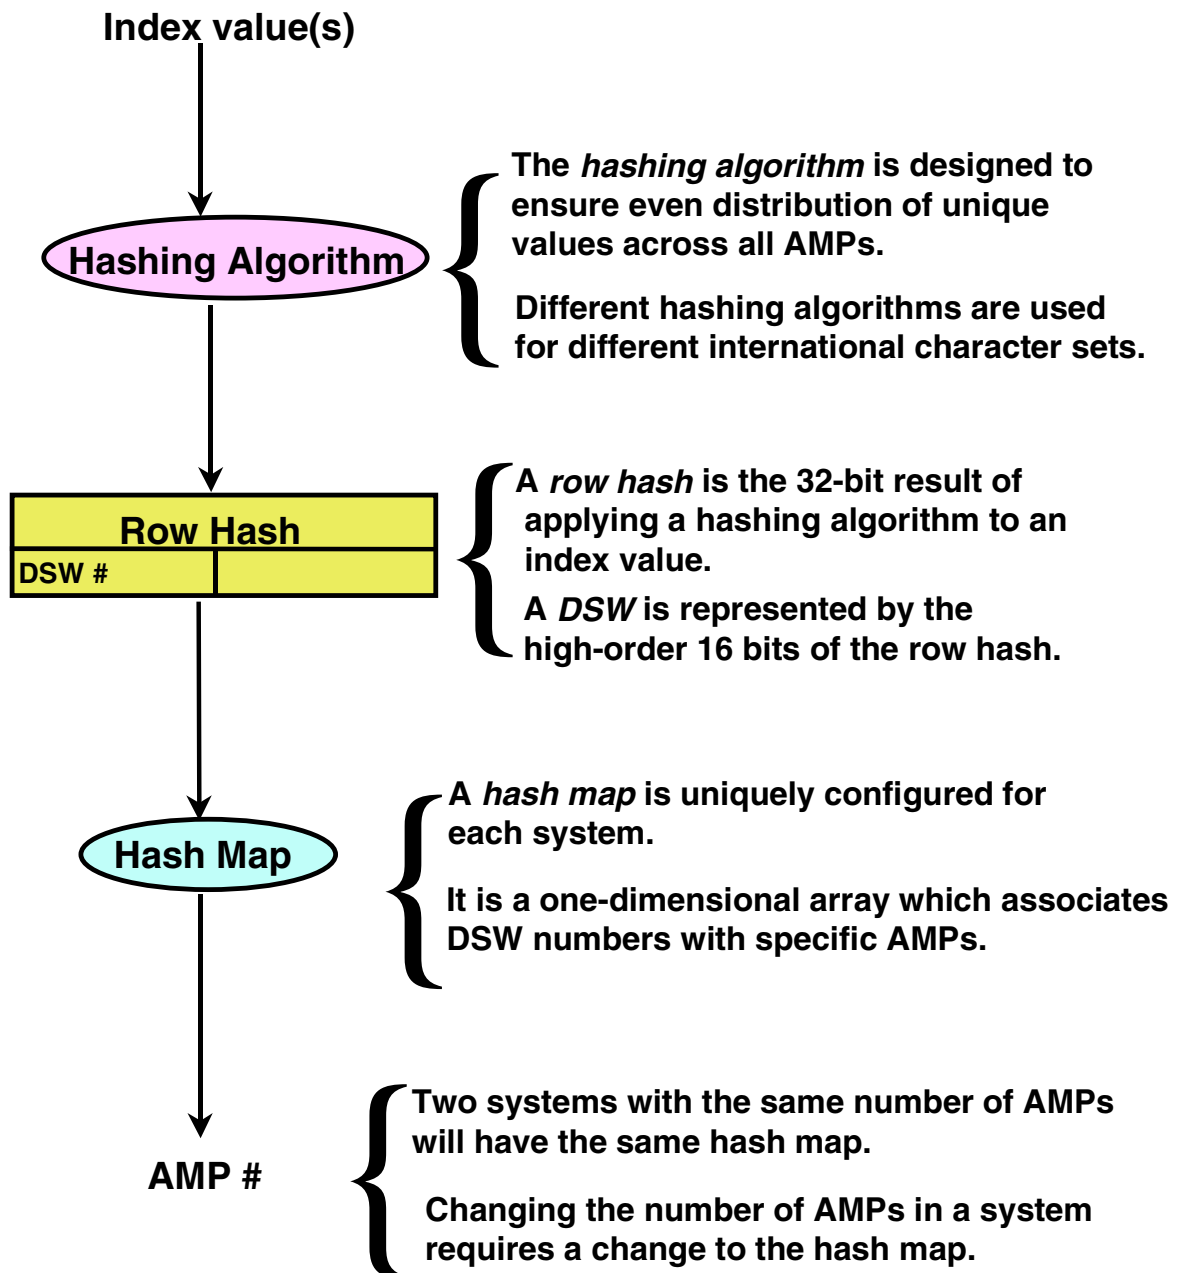 Index value(s)
The hashing algorithm is designed to
ensure even distribution of unique
values across all AMPs.
Hashing Algorithm
Different hashing algorithms are used
for different international character sets.
A row hash is the 32-bit result of
applying a hashing algorithm to an
index value.
Row Hash
DSW #
A DSW is represented by the
high-order 16 bits of the row hash.
A hash map is uniquely configured for
each system.
Hash Map
It is a one-dimensional array which associates
DSW numbers with specific AMPs.
Two systems with the same number of AMPs
will have the same hash map.
AMP #
Changing the number of AMPs in a system
requires a change to the hash map.